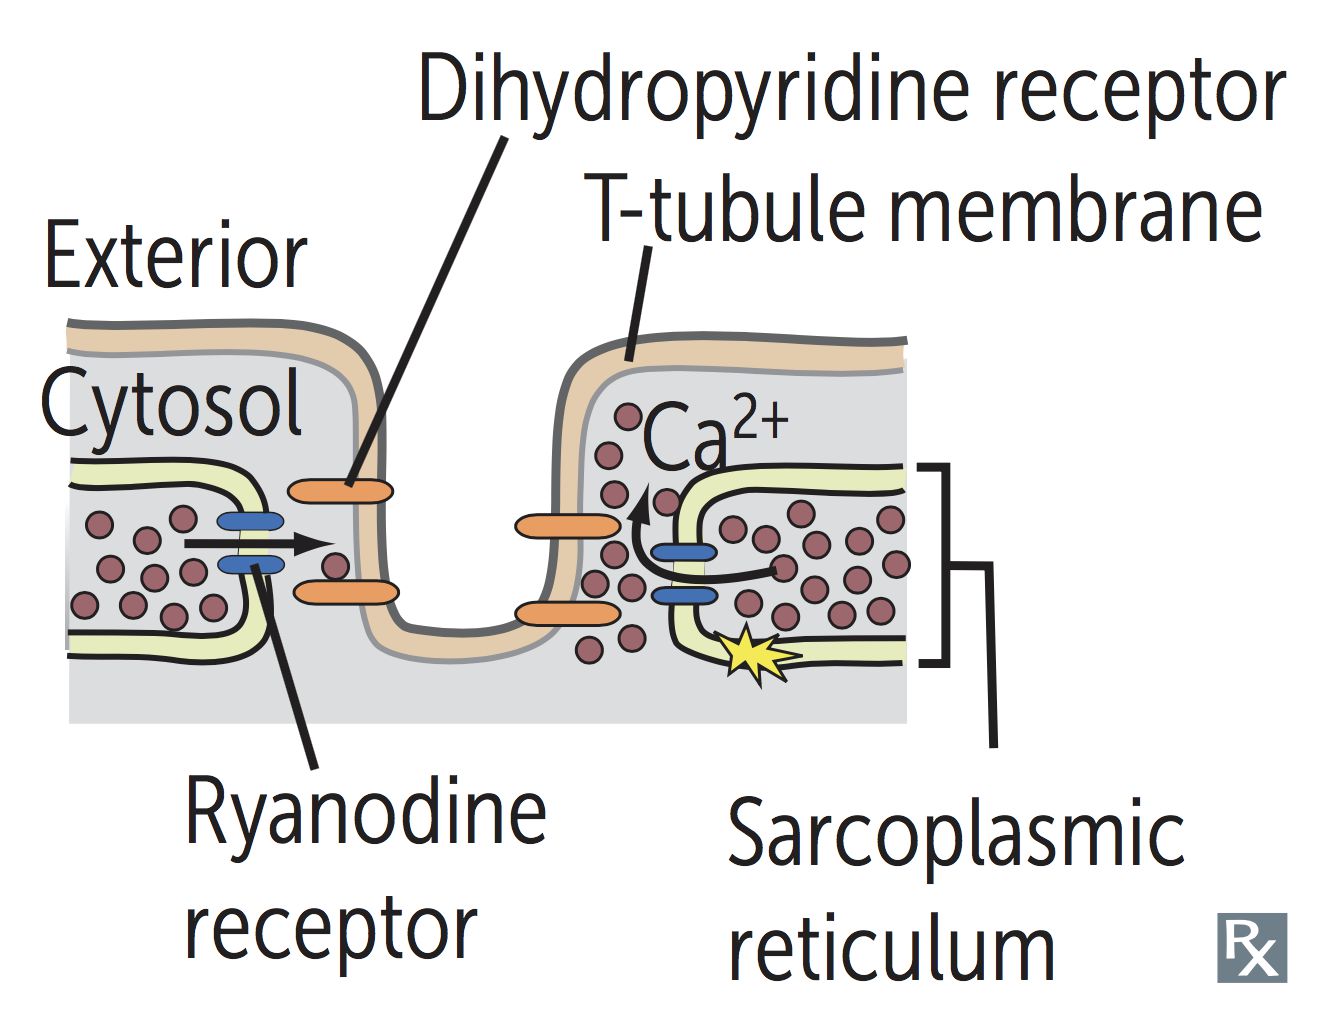 Dihydropyridine receptor
T-tubule membrane
Exterior
Cytosol
Ca²⁺
Ryanodine
receptor
Sarcoplasmic
reticulum
Rx